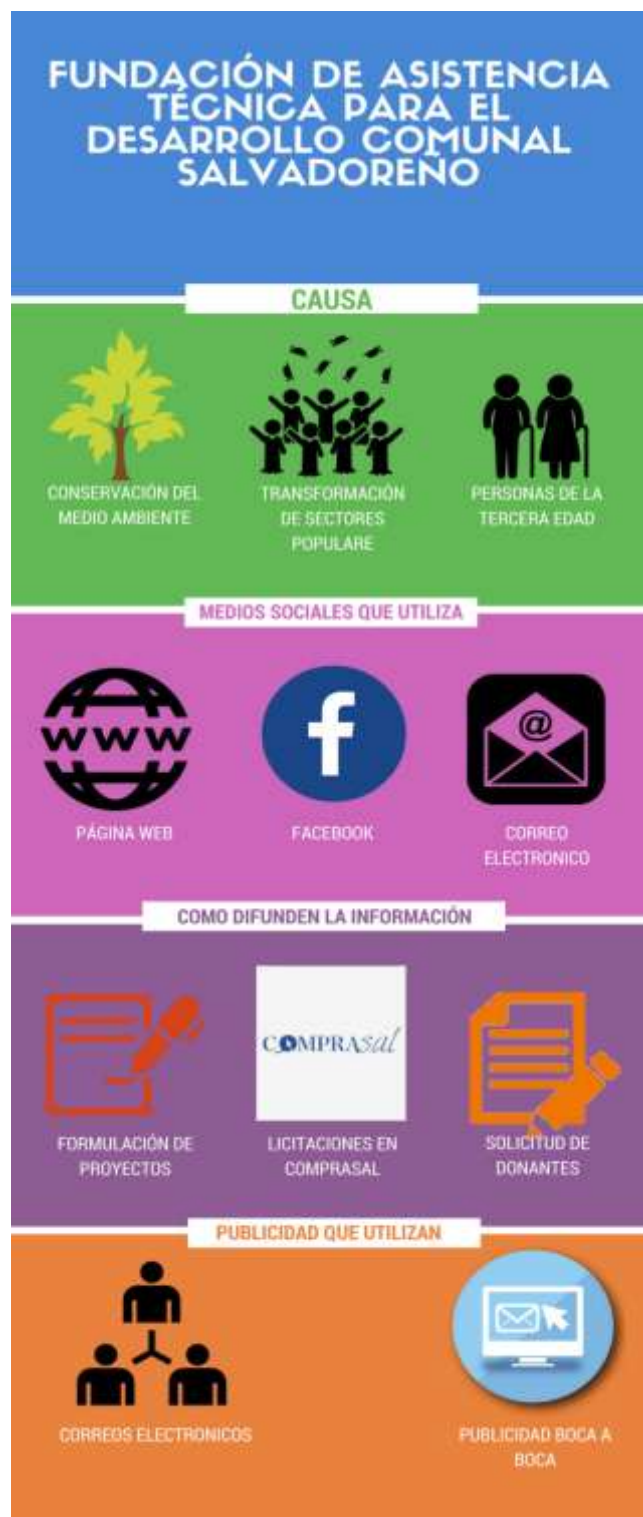 FUNDACIÓN DE ASISTENCIA
TÉCNICA PARA EL
DESARROLLO COMUNAL
SALVADOREÑO
CAUSA
CONSERVACIÓN DEL
MEDIO AMBIENTE
TRANSFORMACIÓN
DE SECTORES
POPULARE
PERSONAS DE LA
TERCERA EDAD
MEDIOS SOCIALES QUE UTILIZA
www
f
@
PÁGINA WEB
FACEBOOK
CORREO
ELECTRONICO
COMO DIFUNDEN LA INFORMACIÓN
COMPRASal
FORMULACIÓN DE
PROYECTOS
LICITACIONES EN
COMPRASAL
SOLICITUD DE
DONANTES
PUBLICIDAD QUE UTILIZAN
CORREOS ELECTRONICOS
PUBLICIDAD BOCA A
BOCA